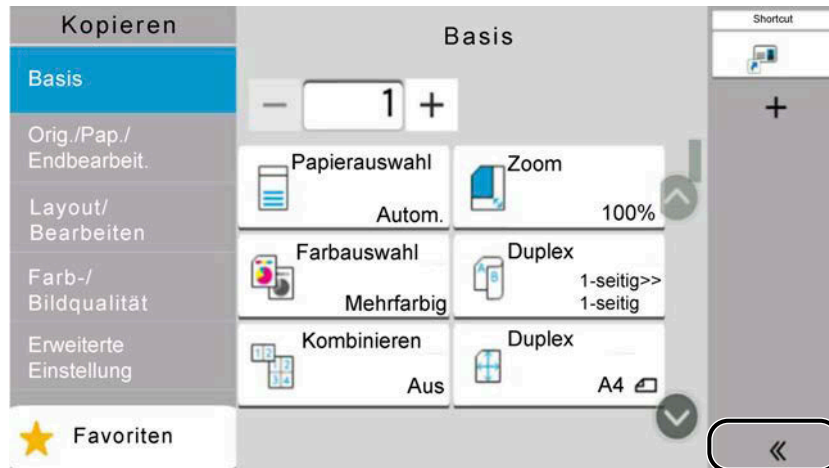 Kopieren
Basis
Shortcut
Basis
1
Orig./Pap./
Endbearbeit.
Papierauswahl
Autom.
Zoom
100%
Layout/
Bearbeiten
Farbauswahl
Mehrfarbig
Duplex
1-seitig>>
1-seitig
Farb-/
Bildqualität
Kombinieren
Aus
Duplex
A4
Erweiterte
Einstellung
Favoriten